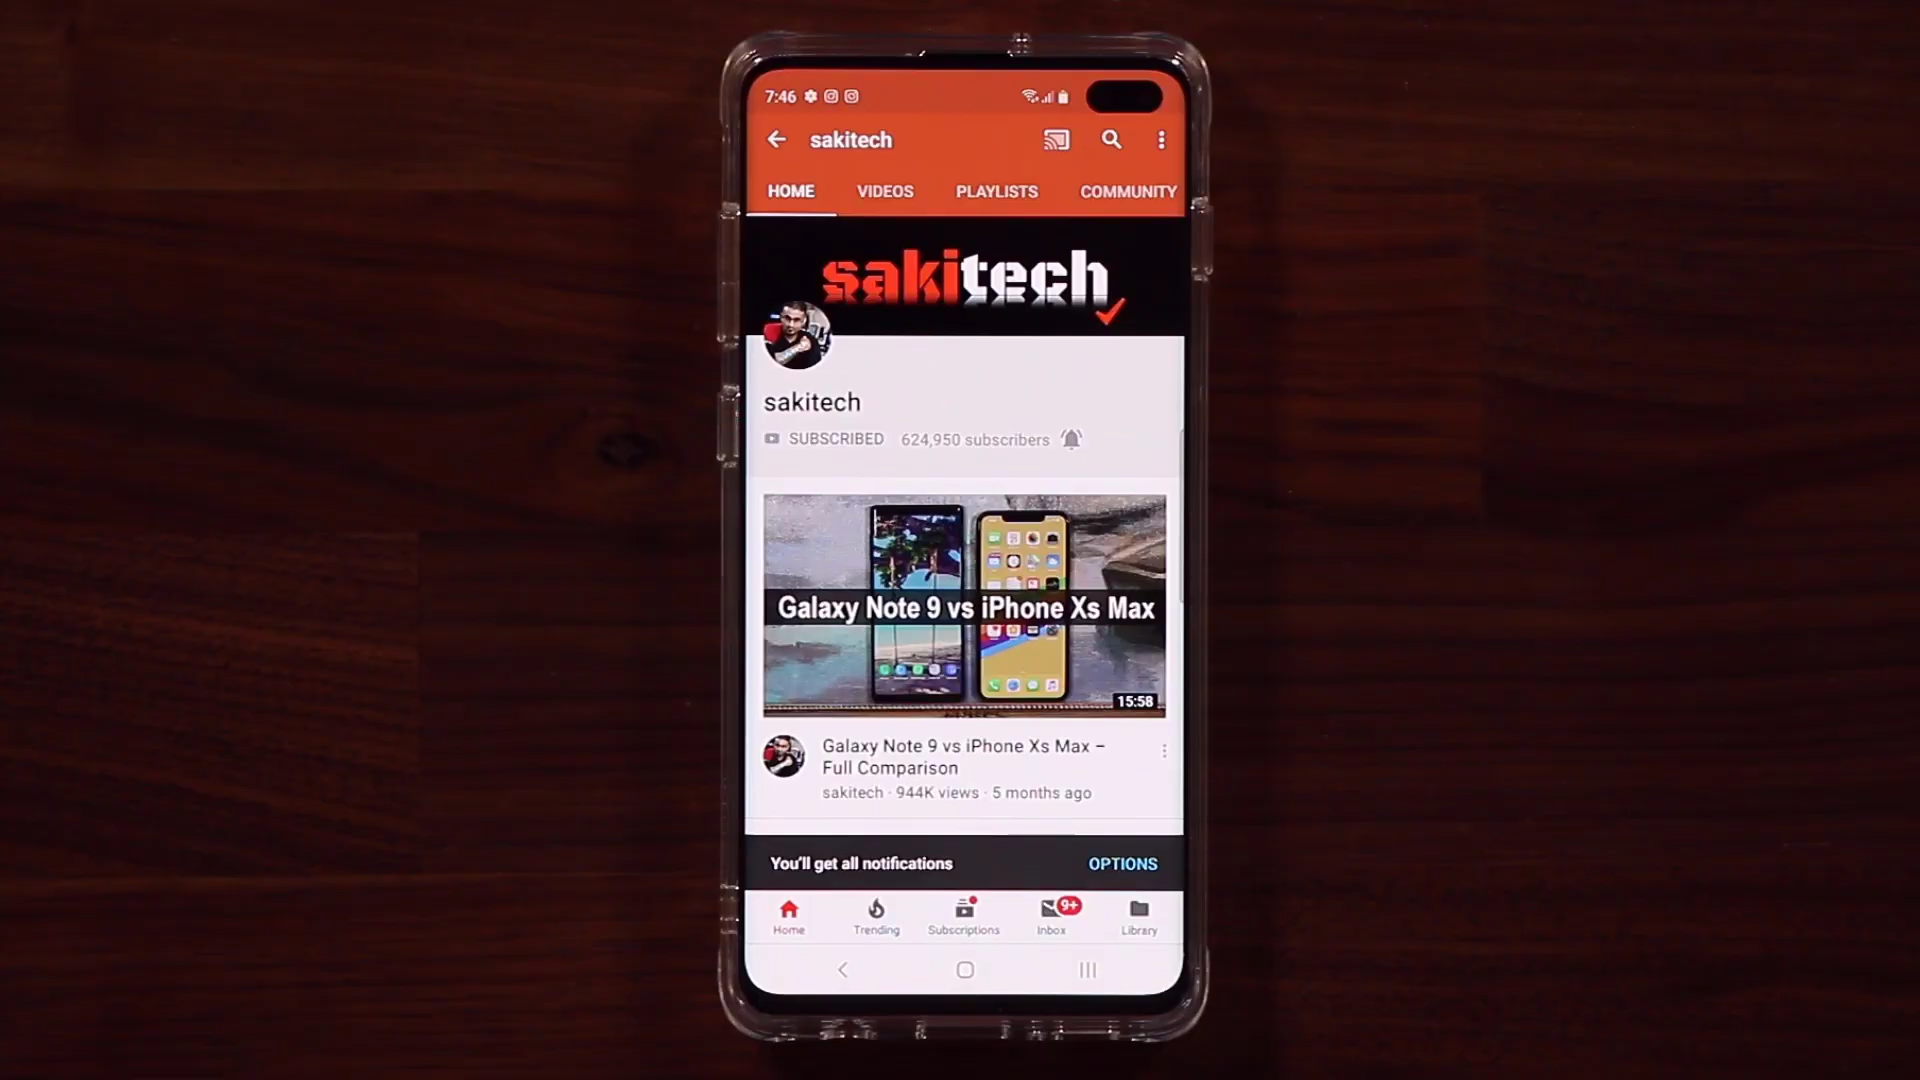 7:46
sakitech
HOME VIDEOS PLAYLISTS COMMUNITY
sakitech
sakitech
SUBSCRIBED 624,950 subscribers
Galaxy Note 9 vs iPhone Xs Max
15:58
Galaxy Note 9 vs iPhone Xs Max –
Full Comparison
sakitech · 944K views · 5 months ago
You'll get all notifications OPTIONS
9+
Home Trending Subscriptions Inbox Library